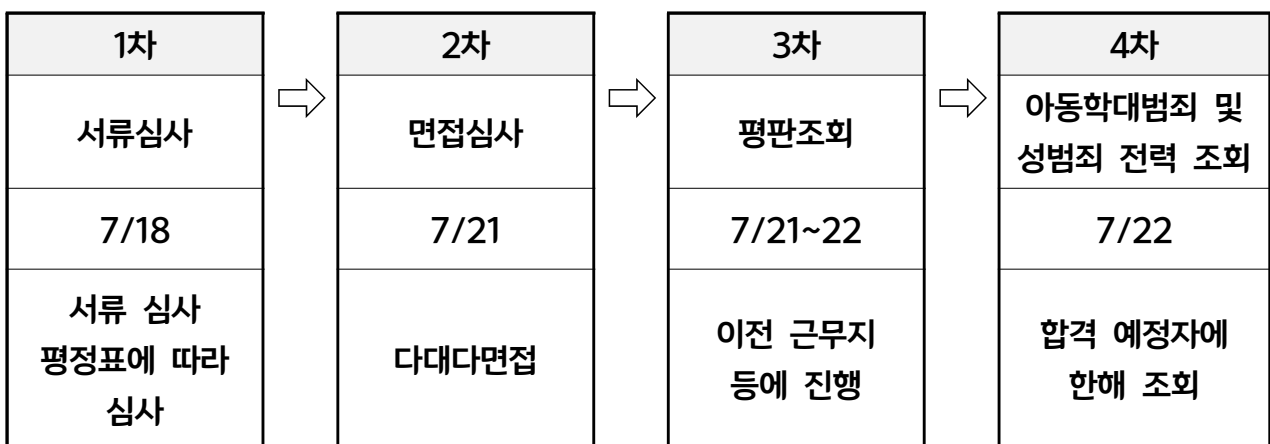 1차
서류심사
7/18
서류 심사
평정표에 따라
심사
2차
면접심사
7/21
다대다면접
3차
평판조회
7/21~22
이전 근무지
등에 진행
4차
아동학대범죄 및
성범죄 전력 조회
7/22
합격 예정자에
한해 조회